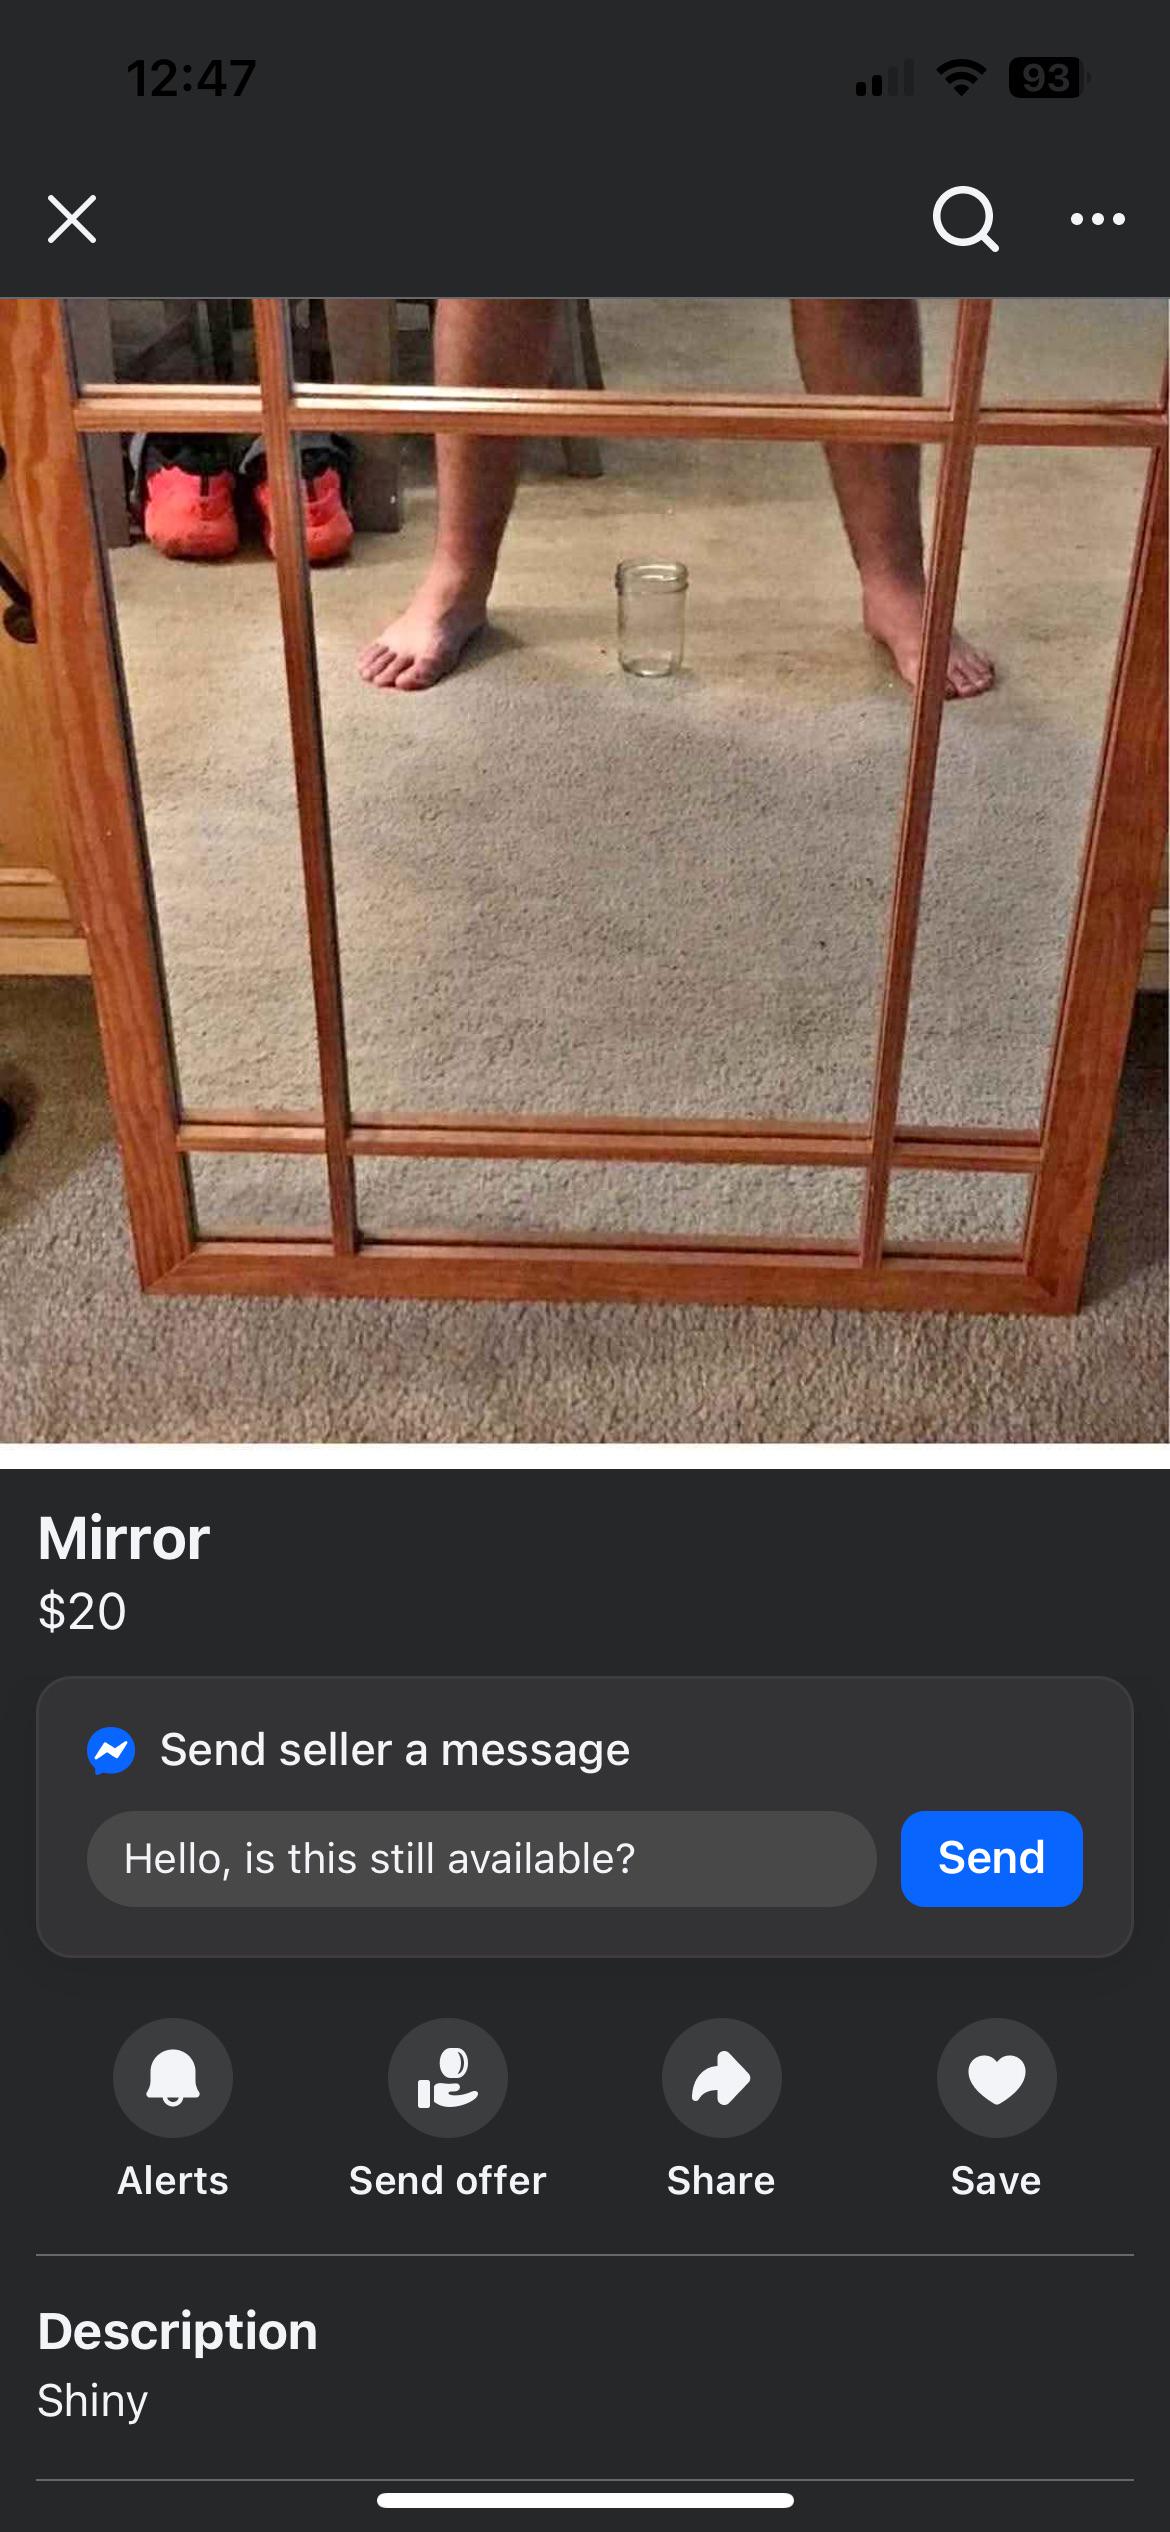 12:47
93
Mirror
$20
Send seller a message
Hello, is this still available?
Send
Alerts
Send offer
Share
Save
Description
Shiny